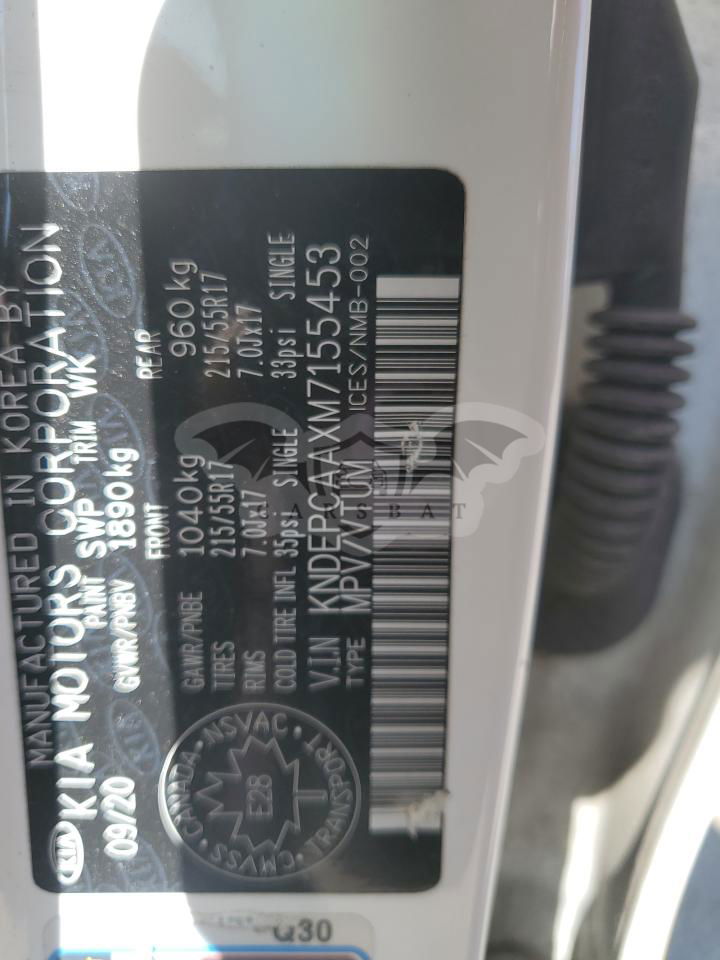 MANUFACTURED IN KOREA BY
KIA KIA MOTORS CORPORATION
09/20 PAINT SWP TRIM WK
GVWR/PNBV 1890kg
FRONT REAR
GAWR/PNBE 1040kg 960kg
TIRES 215/55R17 215/55R17
RIMS 7.0Jx17 7.0Jx17
COLD TIRE INFL 35psi SINGLE 33psi SINGLE
V.I.N KNDEPCAAXM7155453
TYPE MPV/VTUM ICES/NMB-002
CANADA NSVAC TRANSPORT CMVSS
E28
CARSBAT
Q30